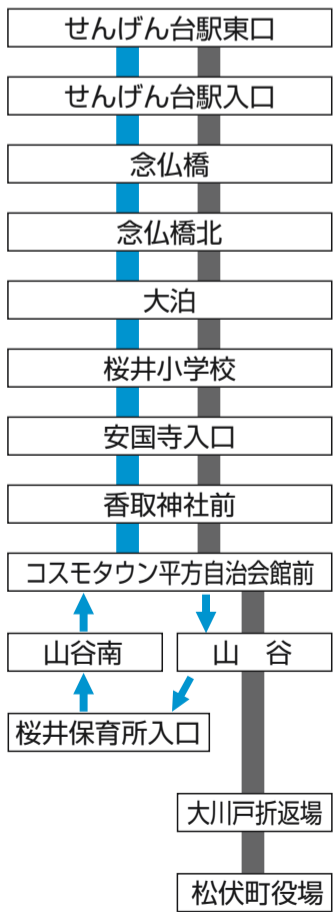 せんげん台駅東口
せんげん台駅入口
念仏橋
念仏橋北
大泊
桜井小学校
安国寺入口
香取神社前
コスモタウン平方自治会館前
山谷南
山　谷
桜井保育所入口
大川戸折返場
松伏町役場